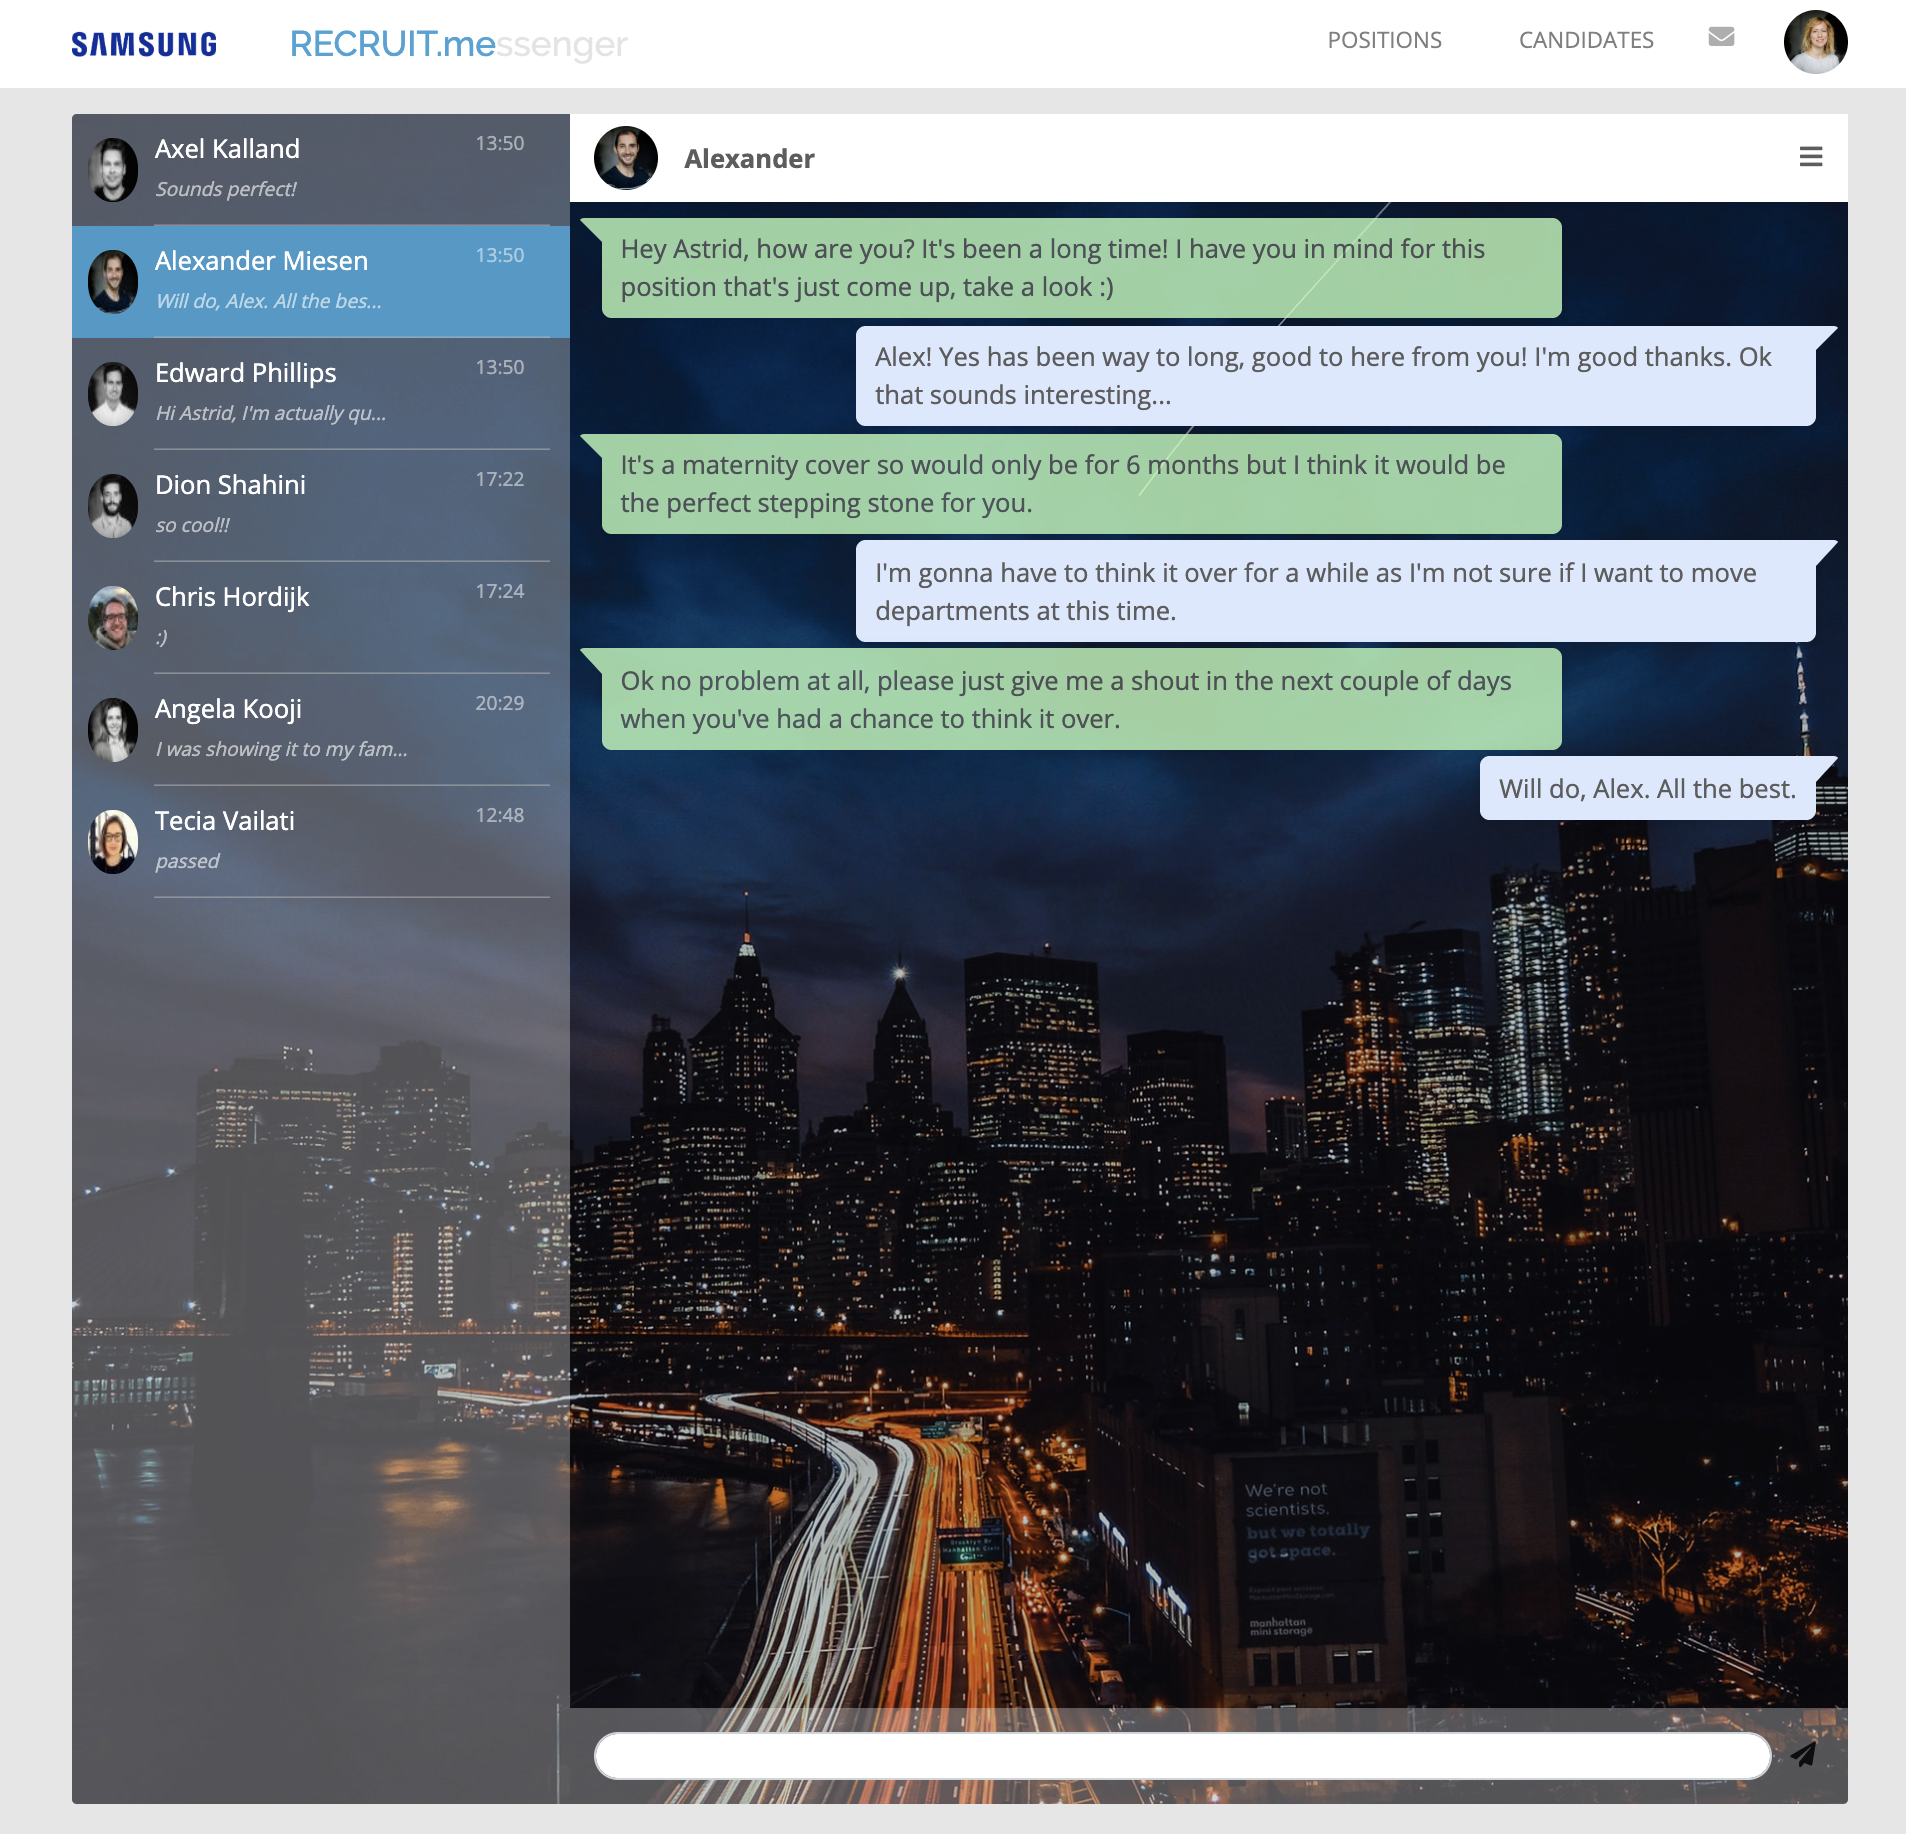 SAMSUNG
RECRUIT.messenger
POSITIONS
CANDIDATES
Axel Kalland
13:50
Sounds perfect!
Alexander Miesen
13:50
Will do, Alex. All the bes...
Edward Phillips
13:50
Hi Astrid, I'm actually qu...
Dion Shahini
17:22
so cool!!
Chris Hordijk
17:24
:)
Angela Kooji
20:29
I was showing it to my fam...
Tecia Vailati
12:48
passed
Alexander
Hey Astrid, how are you? It's been a long time! I have you in mind for this
position that's just come up, take a look :)
Alex! Yes has been way to long, good to here from you! I'm good thanks. Ok
that sounds interesting...
It's a maternity cover so would only be for 6 months but I think it would be
the perfect stepping stone for you.
I'm gonna have to think it over for a while as I'm not sure if I want to move
departments at this time.
Ok no problem at all, please just give me a shout in the next couple of days
when you've had a chance to think it over.
Will do, Alex. All the best.
We're not
scientists,
but we totally
got space.
manhattan
mini storage
Brooklyn Br
Manhattan Civic